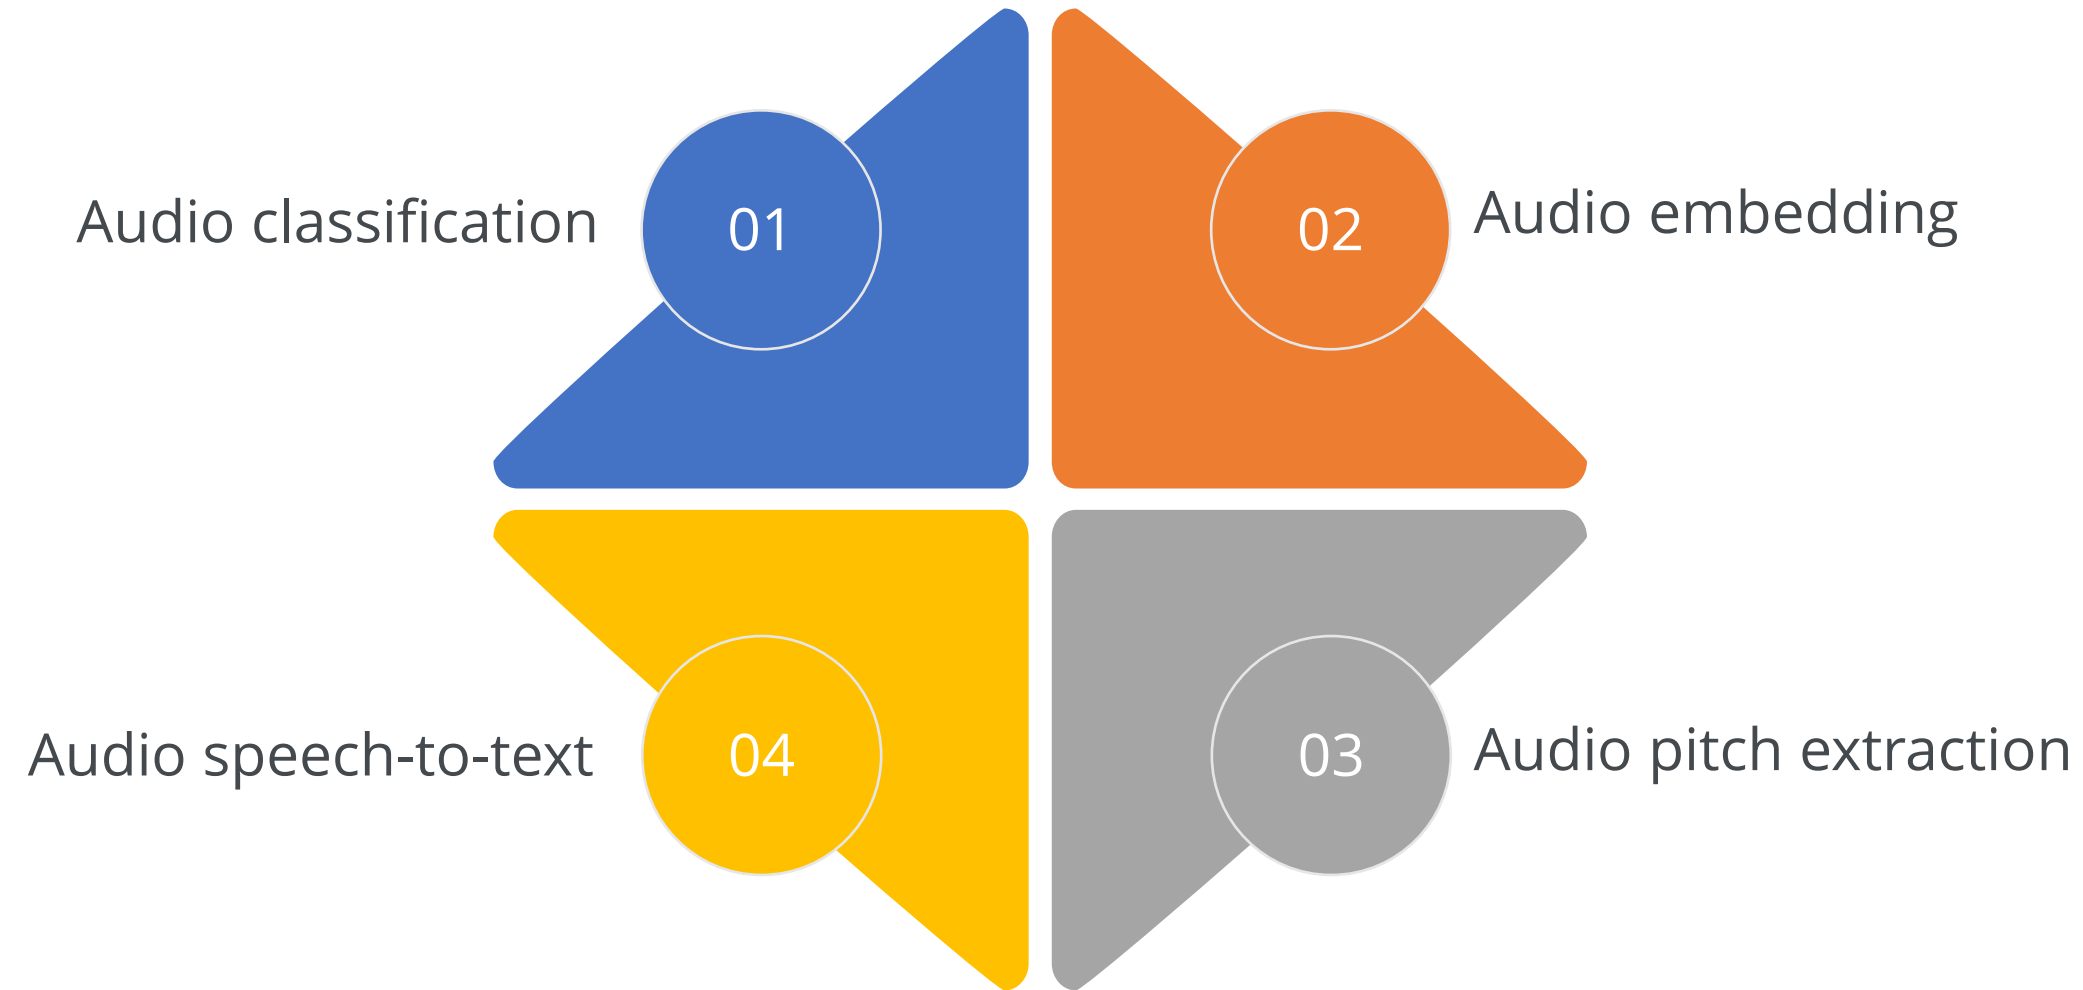 Audio classification
01
02
Audio embedding
Audio speech-to-text
04
03
Audio pitch extraction